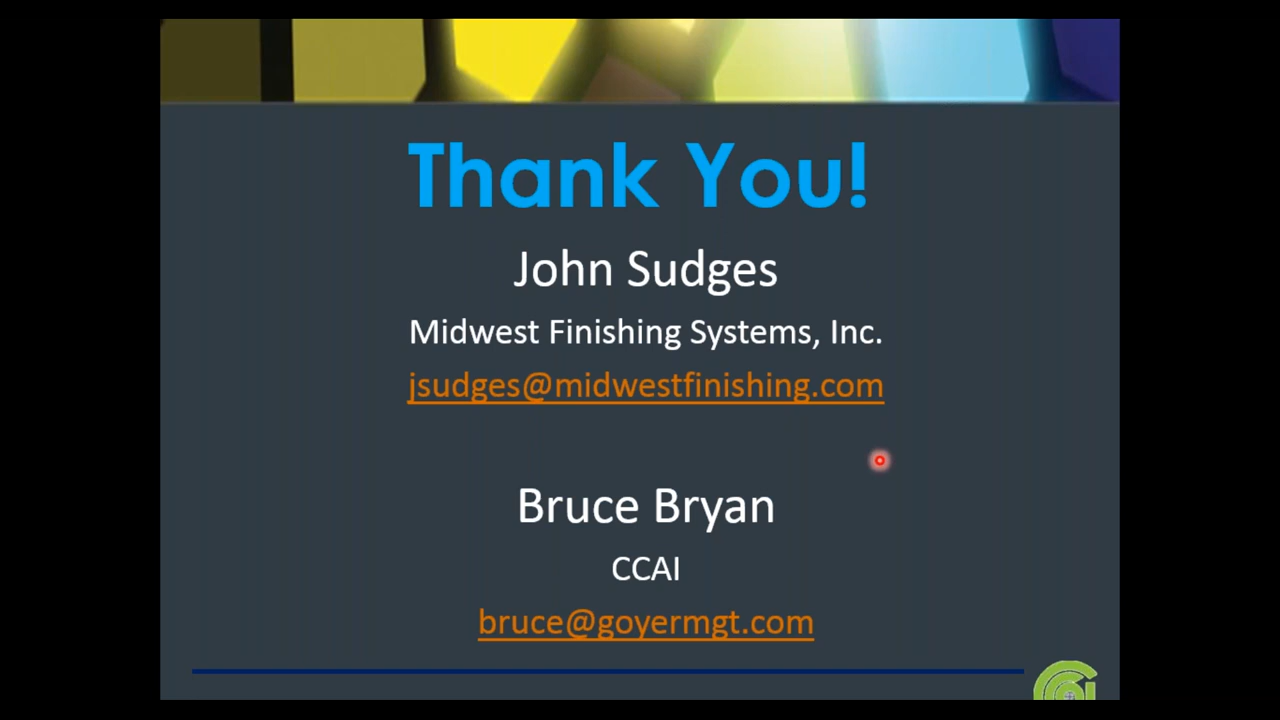 Thank You!
John Sudges
Midwest Finishing Systems, Inc.
jsudges@midwestfinishing.com
Bruce Bryan
CCAI
bruce@goyermgt.com